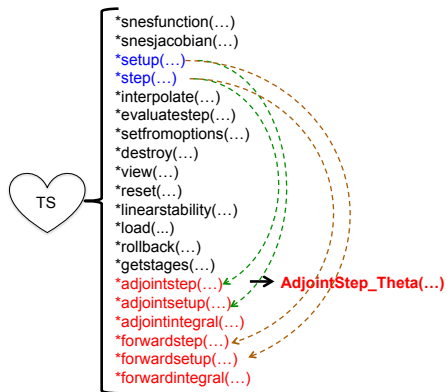 *snesfunction(…)
*snesjacobian(…)
*setup(…)
*step(…)
*interpolate(…)
*evaluatestep(…)
*setfromoptions(…)
*destroy(…)
*view(…)
*reset(…)
*linearstability(…)
*load(...)
*rollback(…)
*getstages(…)
*adjointstep(…)
*adjointsetup(…)
*adjointintegral(…)
*forwardstep(…)
*forwardsetup(…)
*forwardintegral(…)
TS
AdjointStep_Theta(…)